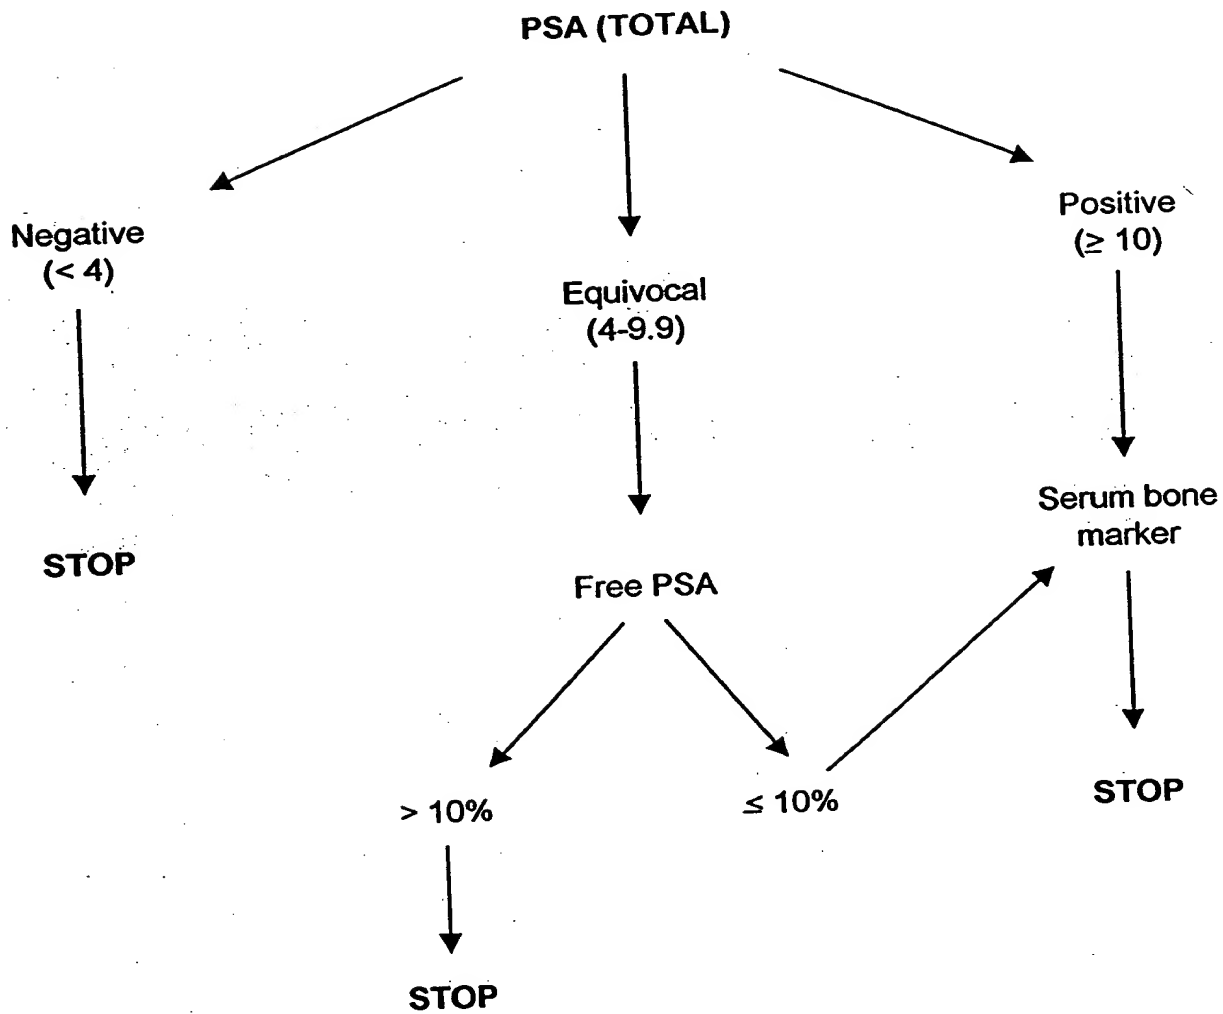 PSA (TOTAL)
Negative
(< 4)
Equivocal
(4-9.9)
Positive
(≥ 10)
STOP
Free PSA
Serum bone
marker
> 10%
≤ 10%
STOP
STOP